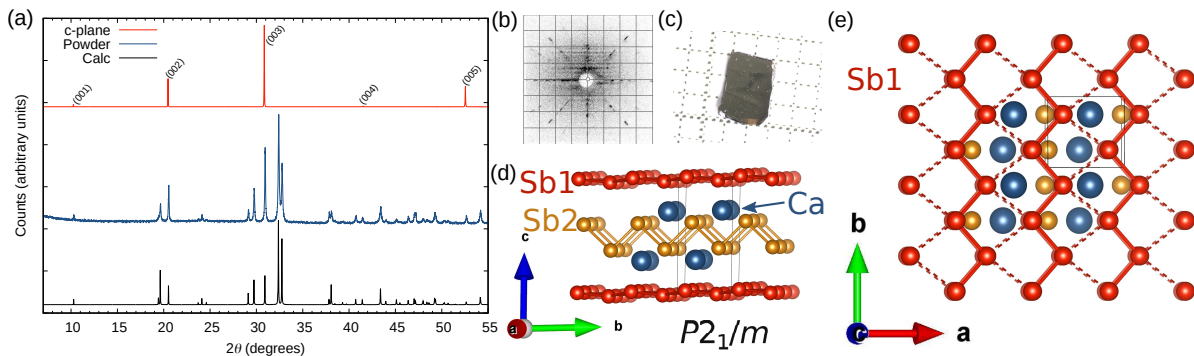 (a)
c-plane
Powder
Calc
(001)
(002)
(003)
(004)
(005)
Counts (arbitrary units)
10 15 20 25 30 35 40 45 50 55
2θ (degrees)
(b)
(c)
(d)
Sb1
Sb2
Ca
c
a
b
P2₁/m
(e)
Sb1
b
c
a